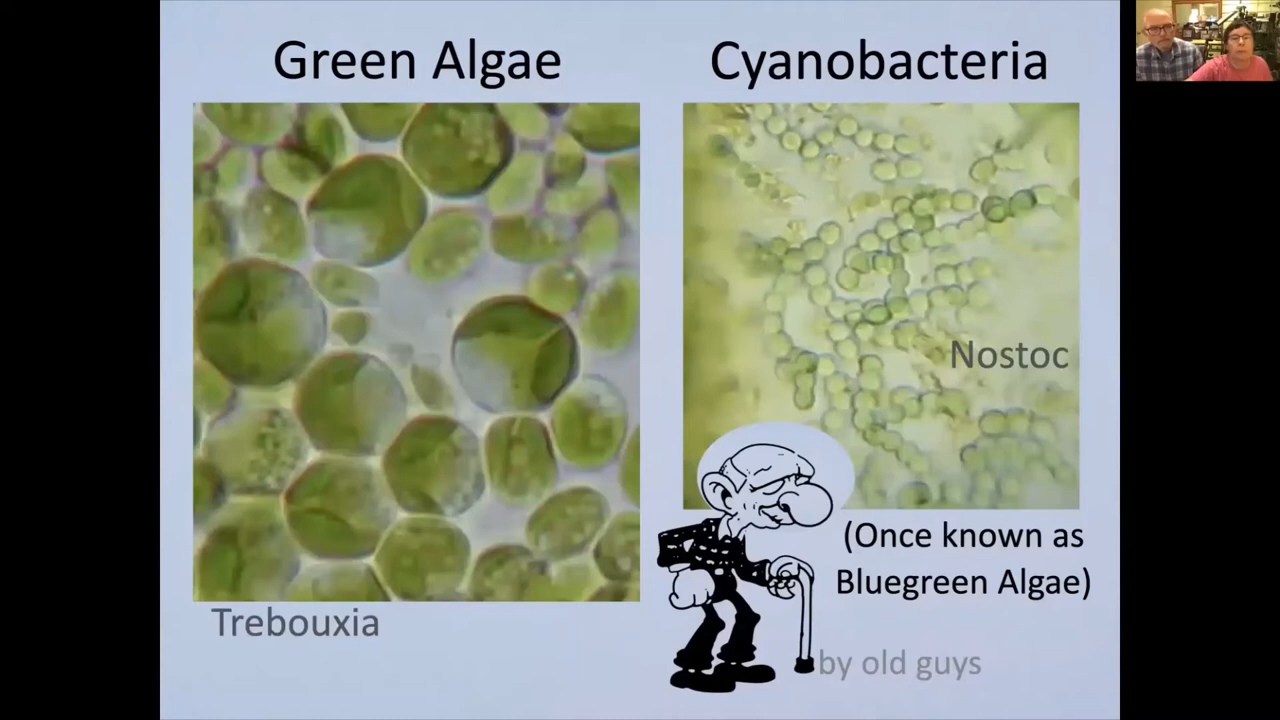 Green Algae
Cyanobacteria
Nostoc
(Once known as
Bluegreen Algae)
Trebouxia
by old guys